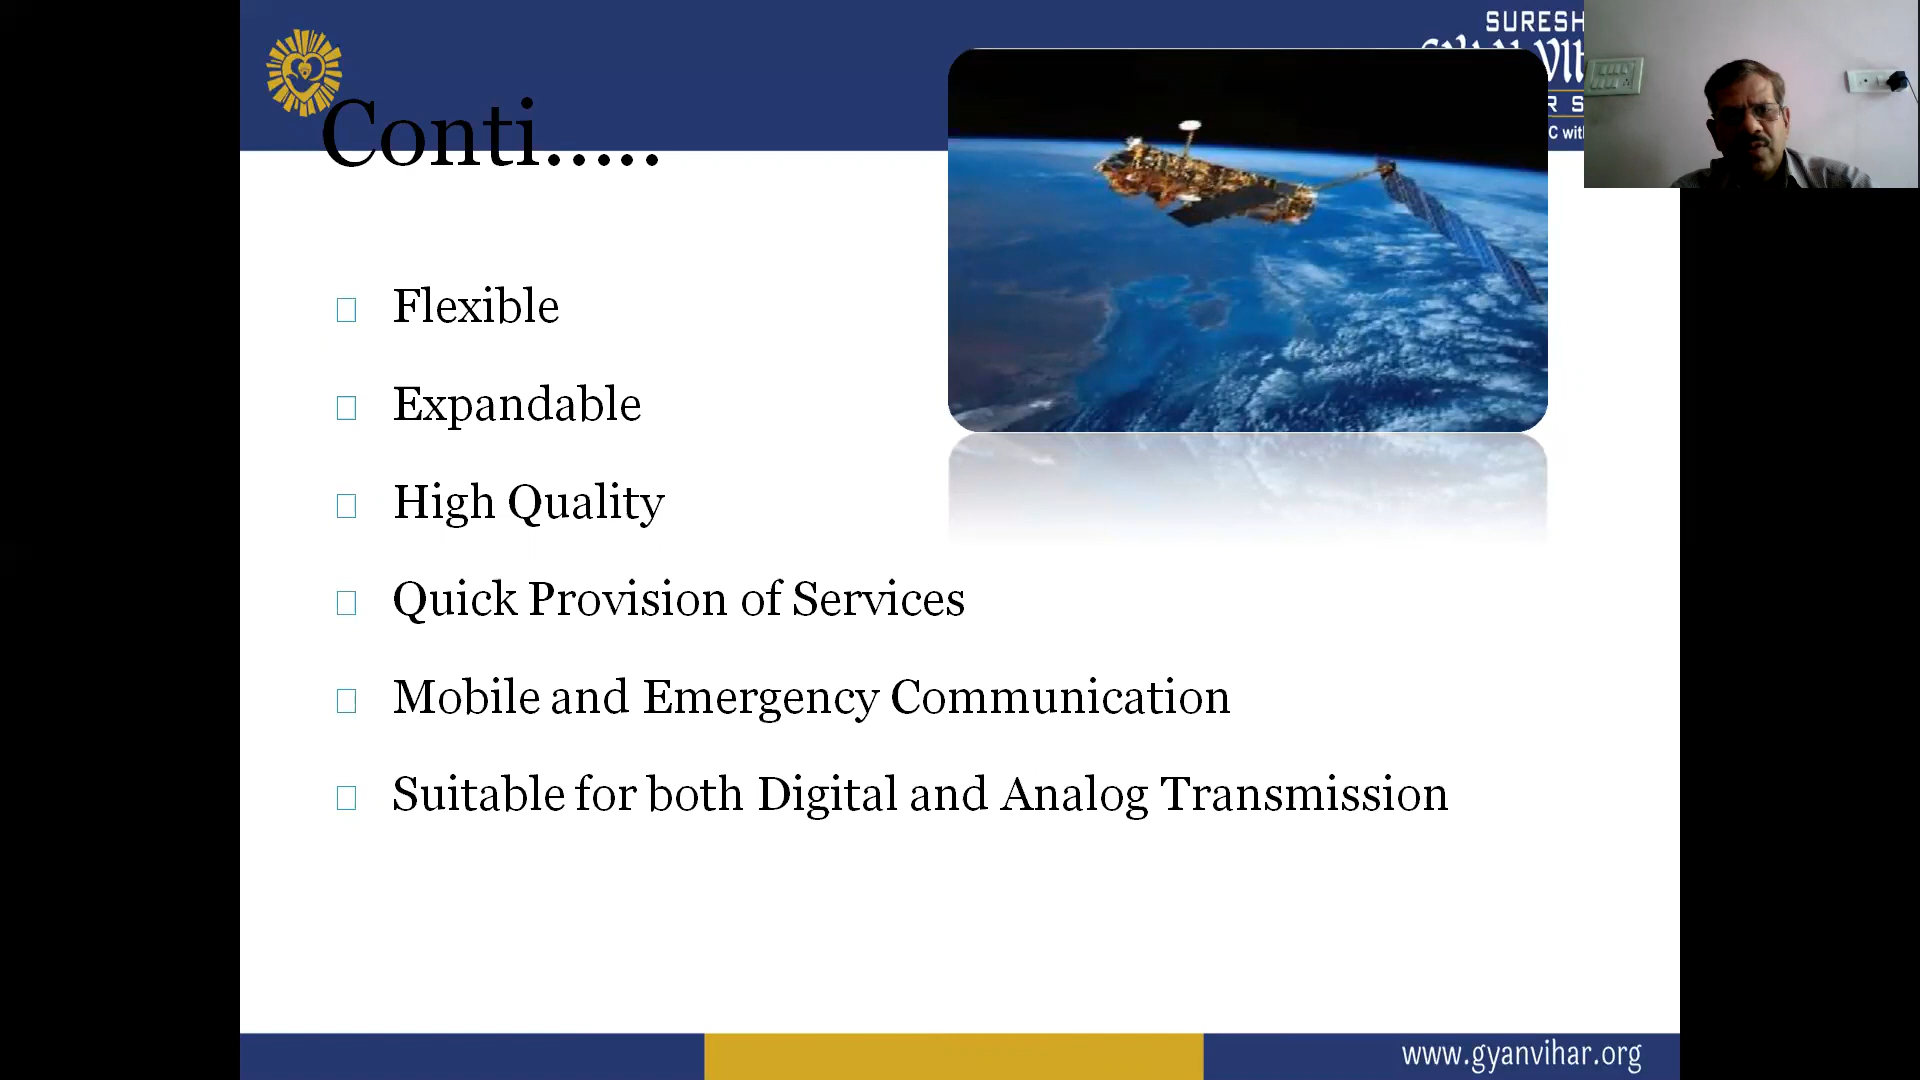 SURESH
Conti.....
R S
C with
Flexible
Expandable
High Quality
Quick Provision of Services
Mobile and Emergency Communication
Suitable for both Digital and Analog Transmission
www.gyanvihar.org